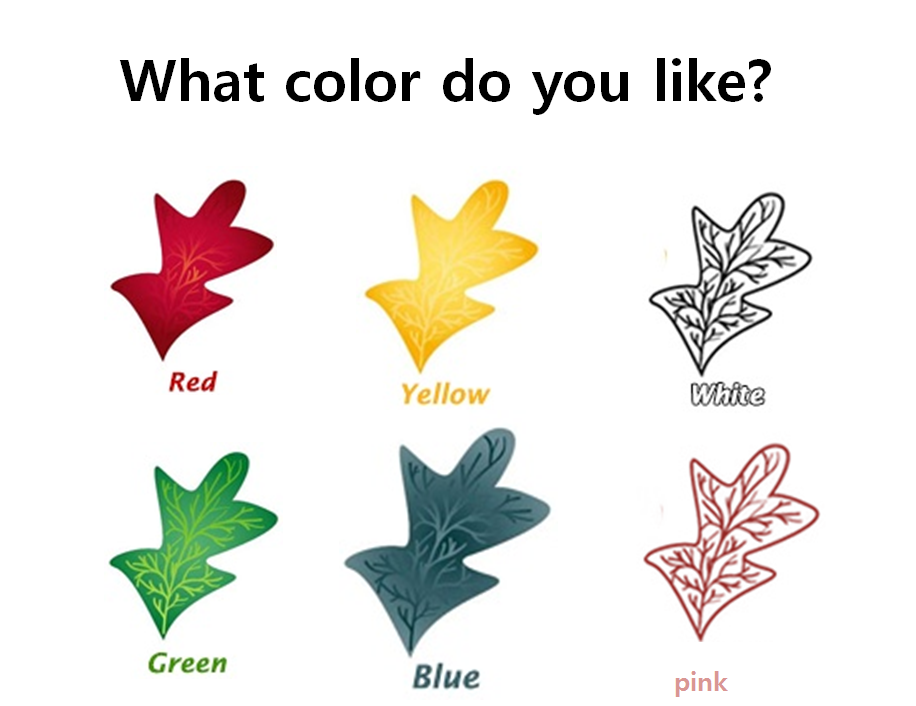 What color do you like?
Red
Yellow
White
Green
Blue
pink